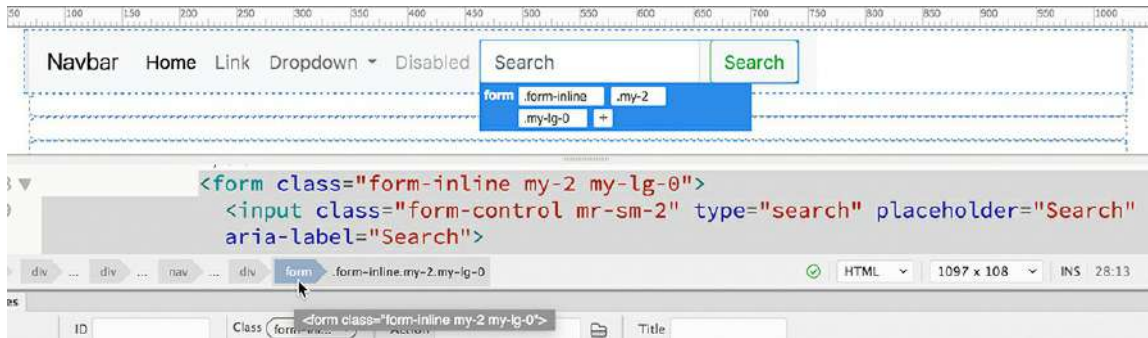 50 100 150 200 250 300 350 400 450 500 550 600 650 700 750 800 850 900 950 1000
Navbar Home Link Dropdown Disabled Search Search
form .form-inline .my-2
.my-lg-0 +
<form class="form-inline my-2 my-lg-0">
<input class="form-control mr-sm-2" type="search" placeholder="Search"
aria-label="Search">
div ... div ... nav ... div form .form-inline.my-2.my-lg-0 HTML 1097 x 108 INS 28:13
<form class="form-inline my-2 my-lg-0">
ID Class Title